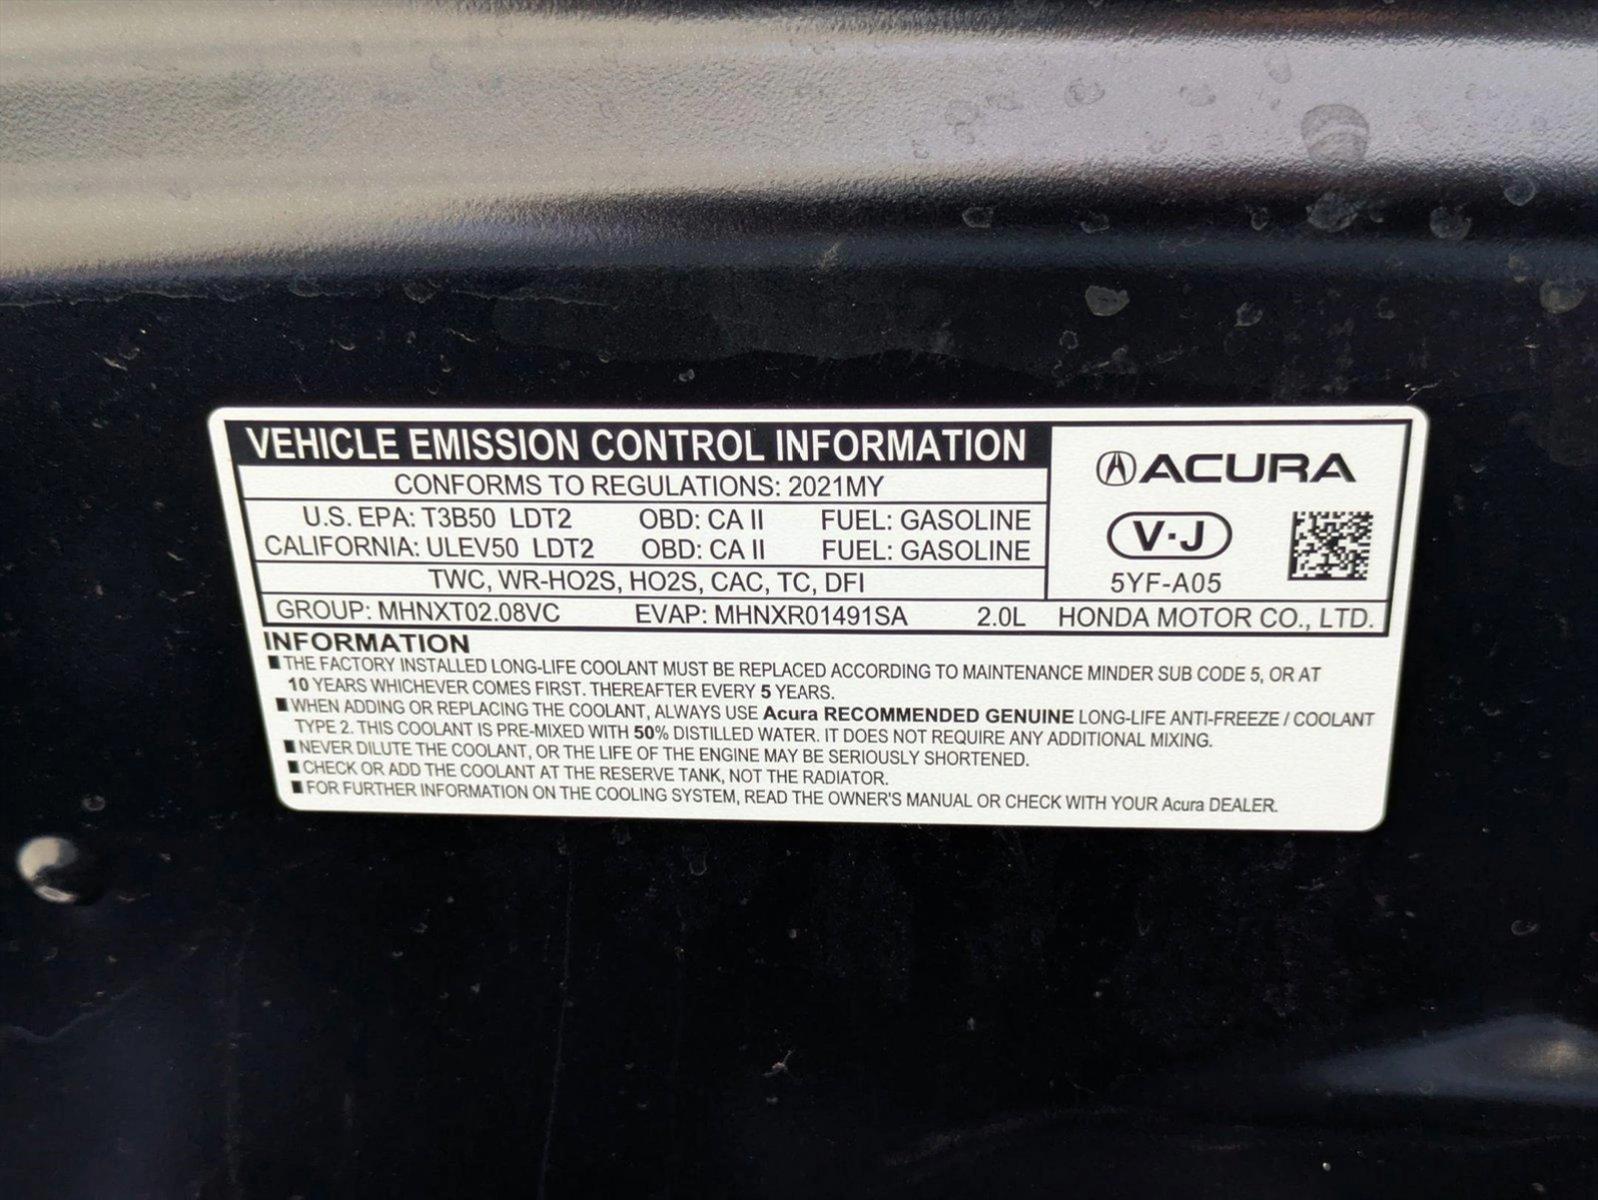 VEHICLE EMISSION CONTROL INFORMATION
CONFORMS TO REGULATIONS: 2021MY
U.S. EPA: T3B50 LDT2 OBD: CA II FUEL: GASOLINE
CALIFORNIA: ULEV50 LDT2 OBD: CA II FUEL: GASOLINE
TWC, WR-HO2S, HO2S, CAC, TC, DFI
ACURA
V·J
5YF-A05
GROUP: MHNXT02.08VC EVAP: MHNXR01491SA 2.0L HONDA MOTOR CO., LTD.
INFORMATION
■ THE FACTORY INSTALLED LONG-LIFE COOLANT MUST BE REPLACED ACCORDING TO MAINTENANCE MINDER SUB CODE 5, OR AT
10 YEARS WHICHEVER COMES FIRST. THEREAFTER EVERY 5 YEARS.
■ WHEN ADDING OR REPLACING THE COOLANT, ALWAYS USE Acura RECOMMENDED GENUINE LONG-LIFE ANTI-FREEZE / COOLANT
TYPE 2. THIS COOLANT IS PRE-MIXED WITH 50% DISTILLED WATER. IT DOES NOT REQUIRE ANY ADDITIONAL MIXING.
■ NEVER DILUTE THE COOLANT, OR THE LIFE OF THE ENGINE MAY BE SERIOUSLY SHORTENED.
■ CHECK OR ADD THE COOLANT AT THE RESERVE TANK, NOT THE RADIATOR.
■ FOR FURTHER INFORMATION ON THE COOLING SYSTEM, READ THE OWNER'S MANUAL OR CHECK WITH YOUR Acura DEALER.